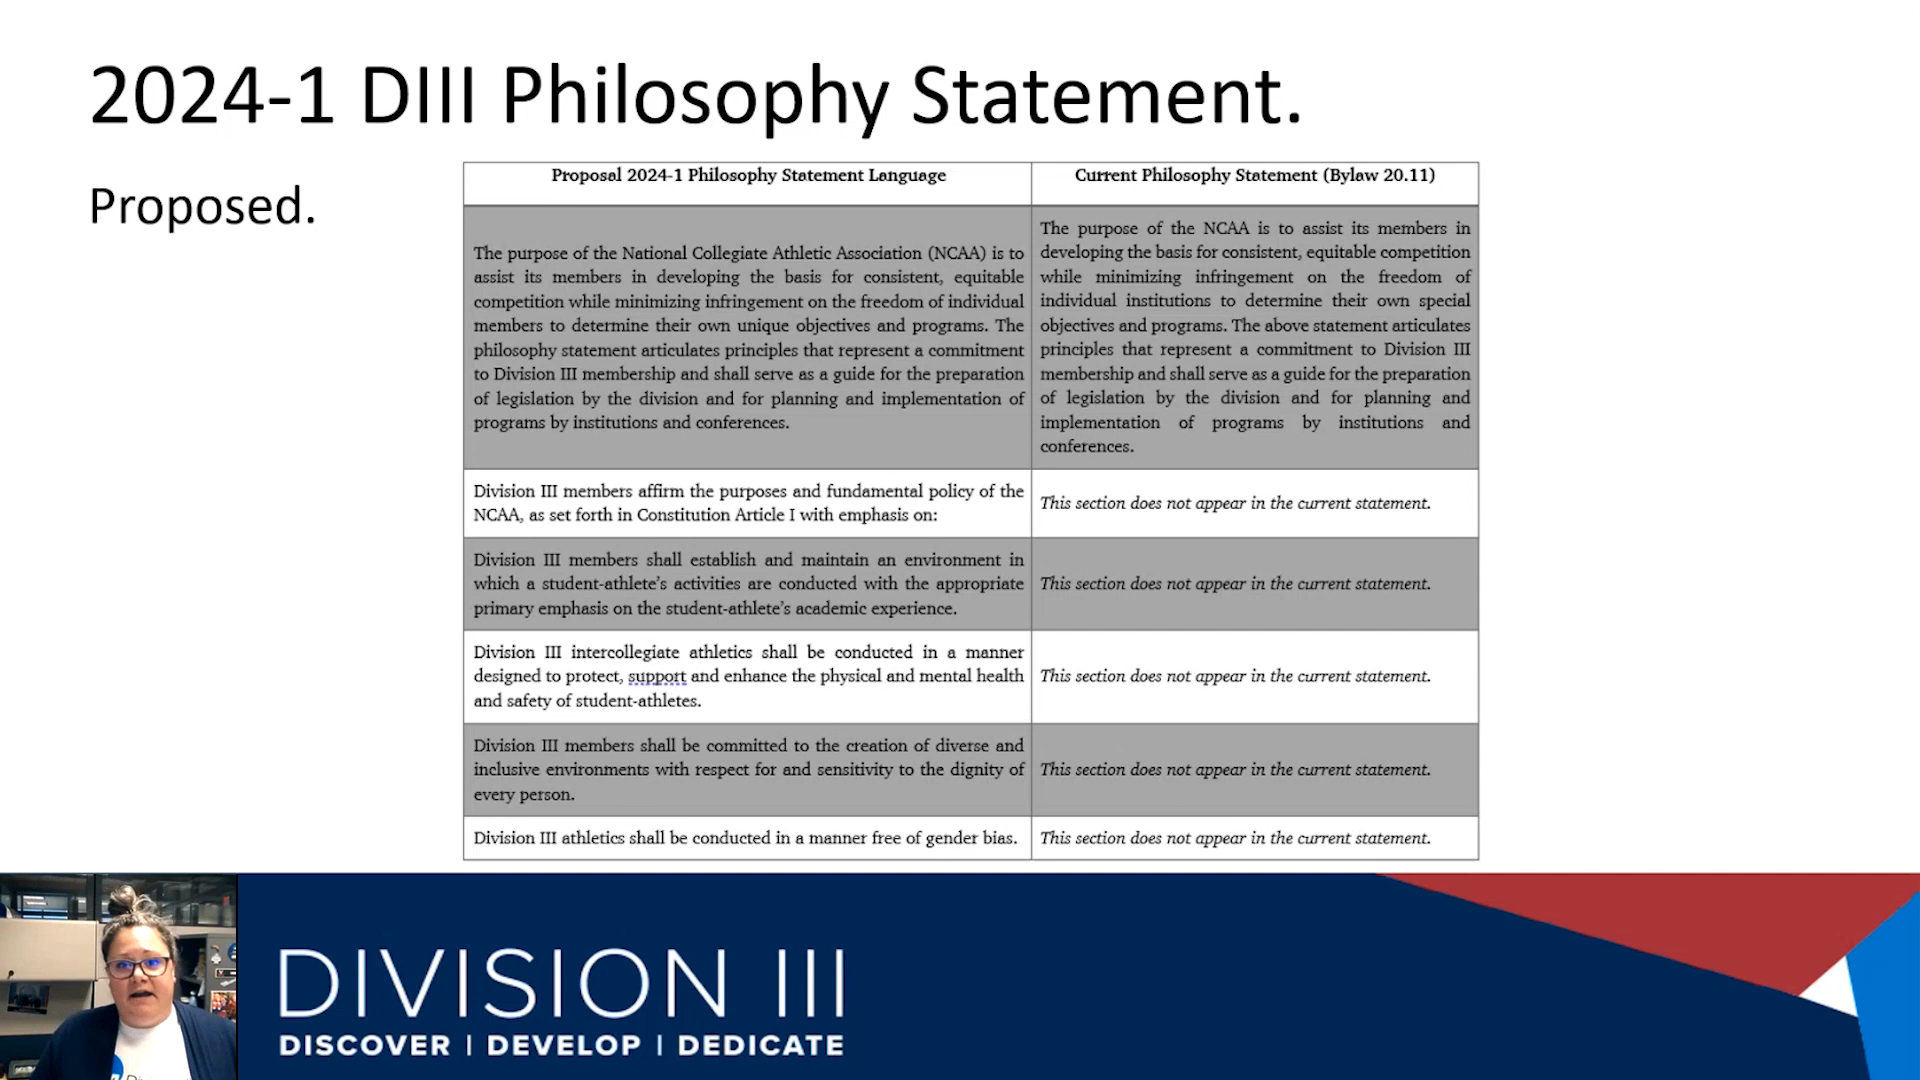 2024-1 DIII Philosophy Statement.
Proposed.
Proposal 2024-1 Philosophy Statement Language
Current Philosophy Statement (Bylaw 20.11)
The purpose of the National Collegiate Athletic Association (NCAA) is to
assist its members in developing the basis for consistent, equitable
competition while minimizing infringement on the freedom of individual
members to determine their own unique objectives and programs. The
philosophy statement articulates principles that represent a commitment
to Division III membership and shall serve as a guide for the preparation
of legislation by the division and for planning and implementation of
programs by institutions and conferences.
The purpose of the NCAA is to assist its members in
developing the basis for consistent, equitable competition
while minimizing infringement on the freedom of
individual institutions to determine their own special
objectives and programs. The above statement articulates
principles that represent a commitment to Division III
membership and shall serve as a guide for the preparation
of legislation by the division and for planning and
implementation of programs by institutions and
conferences.
Division III members affirm the purposes and fundamental policy of the
NCAA, as set forth in Constitution Article I with emphasis on:
This section does not appear in the current statement.
Division III members shall establish and maintain an environment in
which a student-athlete's activities are conducted with the appropriate
primary emphasis on the student-athlete's academic experience.
This section does not appear in the current statement.
Division III intercollegiate athletics shall be conducted in a manner
designed to protect, support and enhance the physical and mental health
and safety of student-athletes.
This section does not appear in the current statement.
Division III members shall be committed to the creation of diverse and
inclusive environments with respect for and sensitivity to the dignity of
every person.
This section does not appear in the current statement.
Division III athletics shall be conducted in a manner free of gender bias.
This section does not appear in the current statement.
DIVISION III
DISCOVER | DEVELOP | DEDICATE